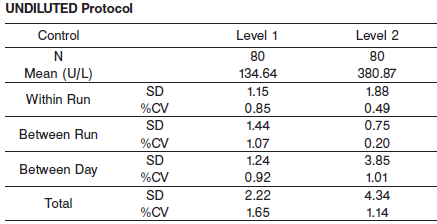 UNDILUTED Protocol
Control Level 1 Level 2
N 80 80
Mean (U/L) 134.64 380.87
Within Run SD 1.15 1.88
%CV 0.85 0.49
Between Run SD 1.44 0.75
%CV 1.07 0.20
Between Day SD 1.24 3.85
%CV 0.92 1.01
Total SD 2.22 4.34
%CV 1.65 1.14